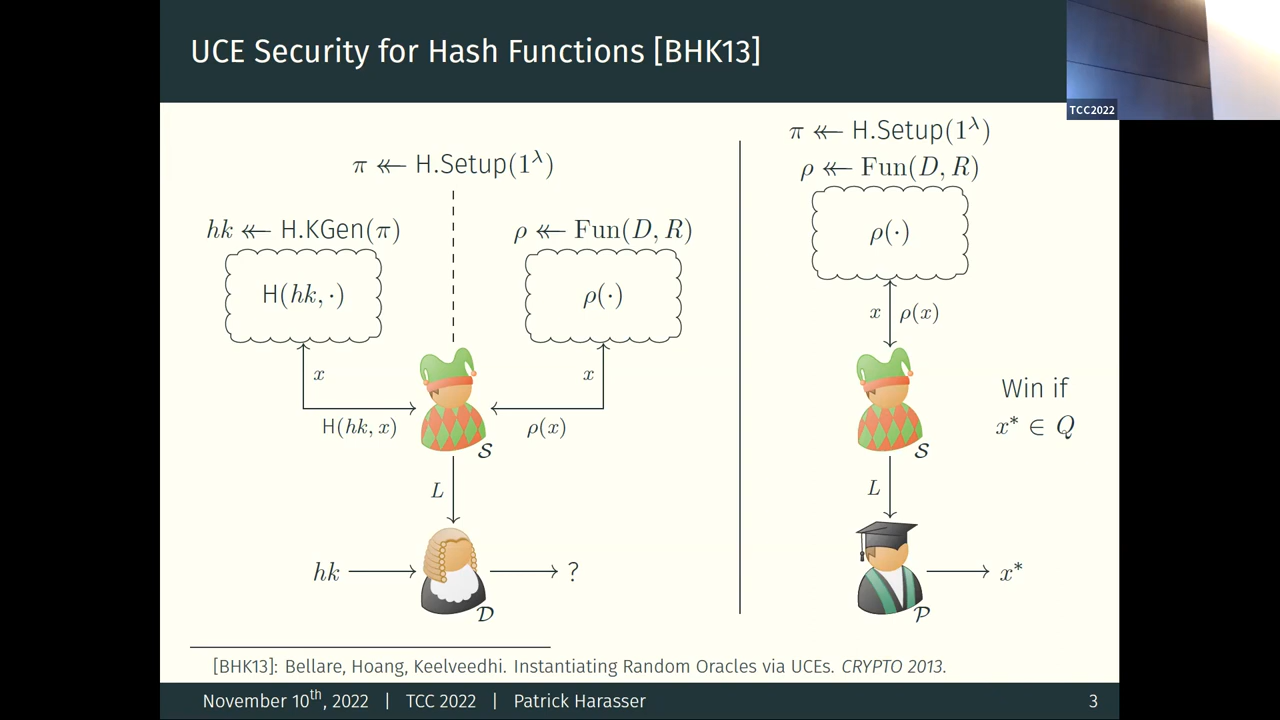 UCE Security for Hash Functions [BHK13]
TCC2022
π ↞ H.Setup(1^λ)
hk ↞ H.KGen(π)
ρ ↞ Fun(D, R)
H(hk, ·)
ρ(·)
x
x
H(hk, x)
ρ(x)
S
L
hk
?
D
π ↞ H.Setup(1^λ)
ρ ↞ Fun(D, R)
ρ(·)
x ρ(x)
S
Win if
x* ∈ Q
L
x*
P
[BHK13]: Bellare, Hoang, Keelveedhi. Instantiating Random Oracles via UCEs. CRYPTO 2013.
November 10th, 2022 | TCC 2022 | Patrick Harasser 3